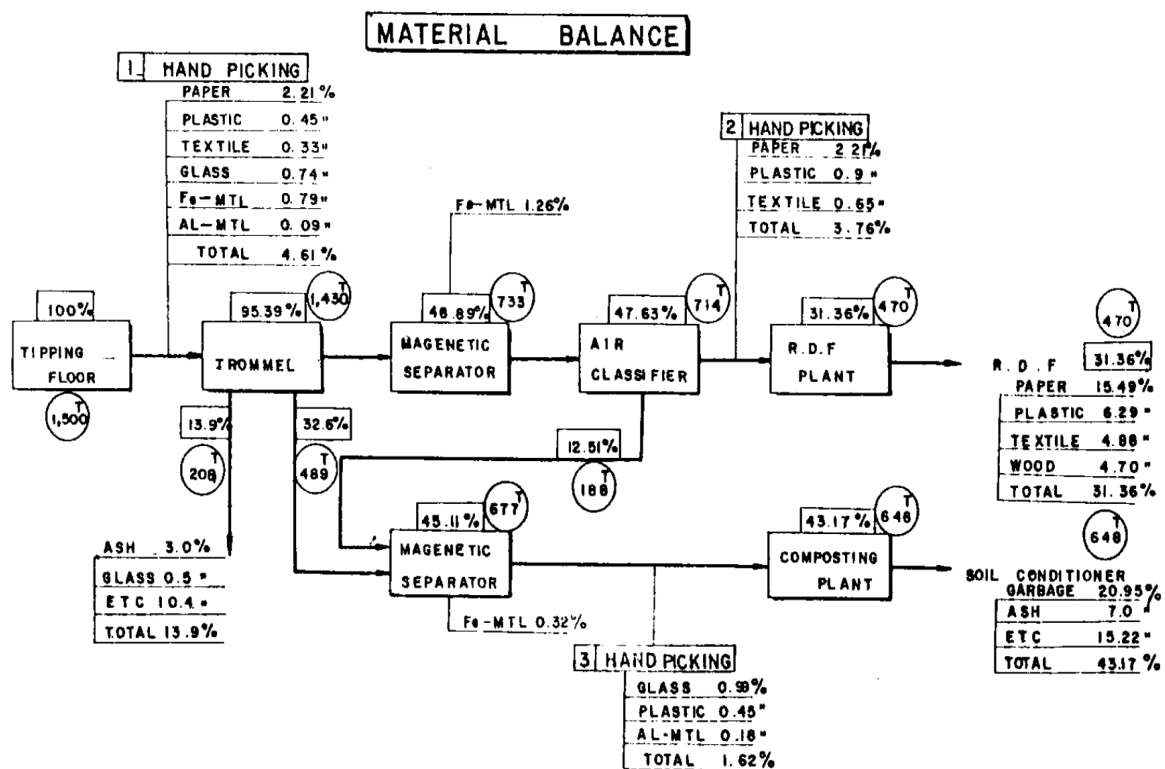 MATERIAL BALANCE
1 HAND PICKING
PAPER 2.21%
PLASTIC 0.45 "
TEXTILE 0.33 "
GLASS 0.74 "
Fe-MTL 0.79 "
AL-MTL 0.09 "
TOTAL 4.61%
2 HAND PICKING
PAPER 2.21%
PLASTIC 0.9 "
TEXTILE 0.65 "
TOTAL 3.76%
Fe-MTL 1.26%
100%
TIPPING
FLOOR
1,500 T
95.39%
1,430 T
TROMMEL
48.89%
733 T
MAGENETIC
SEPARATOR
47.63%
714 T
AIR
CLASSIFIER
31.36%
470 T
R.D.F
PLANT
470 T
R.D.F 31.36%
PAPER 15.49%
PLASTIC 6.29 "
TEXTILE 4.88 "
WOOD 4.70 "
TOTAL 31.36%
13.9%
208 T
32.6%
489 T
12.51%
188 T
ASH 3.0%
GLASS 0.5 "
ETC 10.4 "
TOTAL 13.9%
45.11%
677 T
MAGENETIC
SEPARATOR
Fe-MTL 0.32%
43.17%
648 T
COMPOSTING
PLANT
648 T
SOIL CONDITIONER
GARBAGE 20.95%
ASH 7.0 "
ETC 15.22 "
TOTAL 43.17%
3 HAND PICKING
GLASS 0.99%
PLASTIC 0.45 "
AL-MTL 0.18 "
TOTAL 1.62%